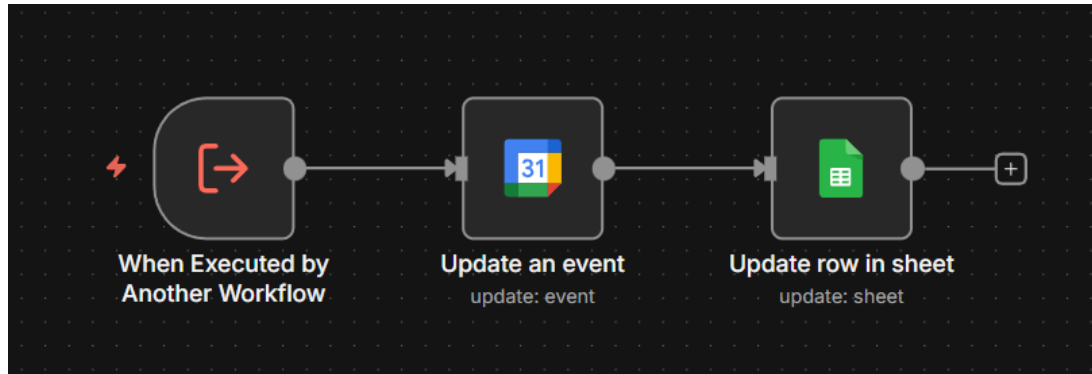 31
When Executed by
Another Workflow
Update an event
update: event
Update row in sheet
update: sheet